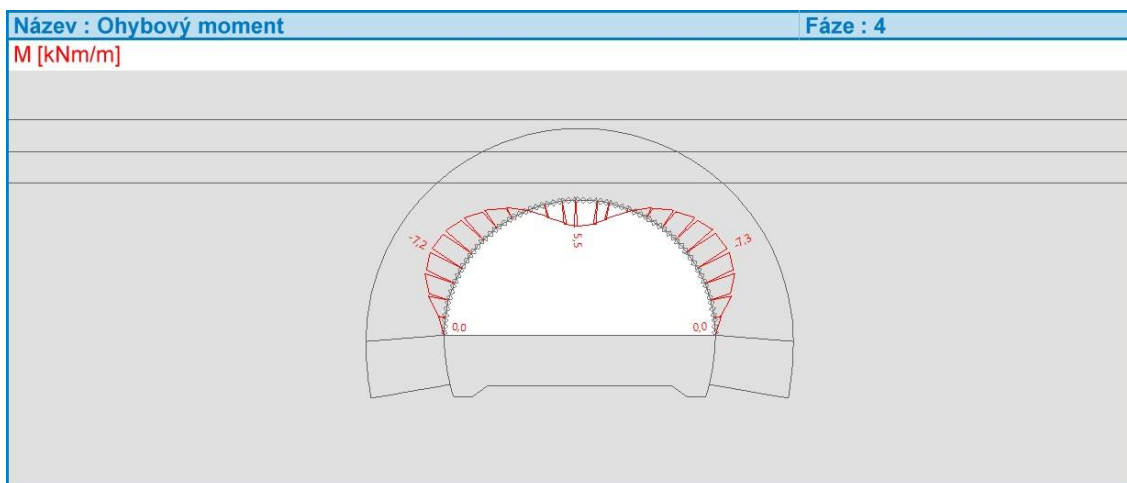 Název : Ohybový moment
Fáze : 4
M [kNm/m]
-7,2
5,5
-7,3
0,0
0,0